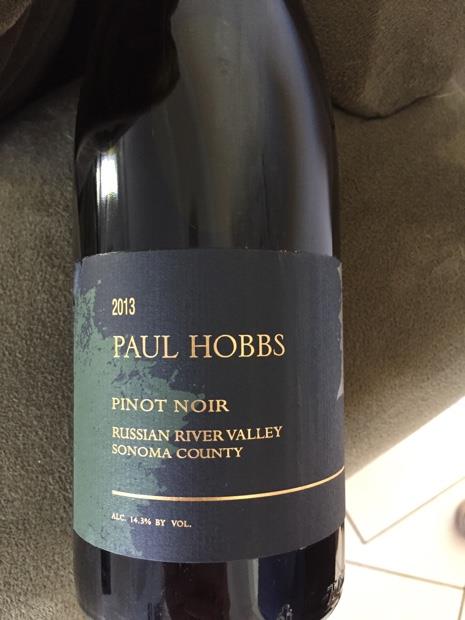 2013
PAUL HOBBS
PINOT NOIR
RUSSIAN RIVER VALLEY
SONOMA COUNTY
ALC. 14.3% BY VOL.